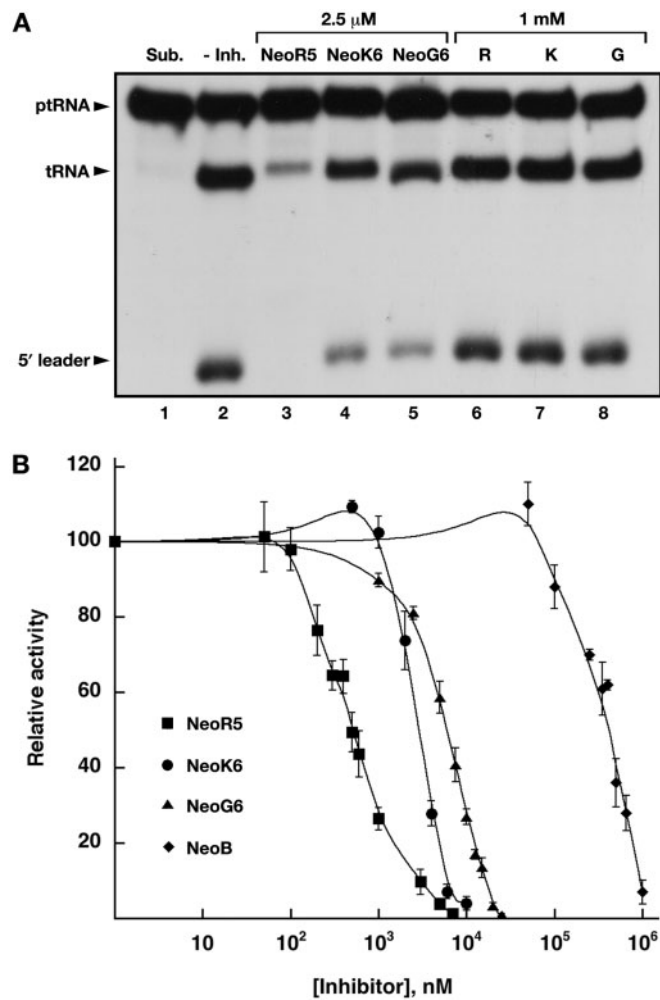 A
2.5 μM 1 mM
Sub. - Inh. NeoR5 NeoK6 NeoG6 R K G
ptRNA
tRNA
5′ leader
1 2 3 4 5 6 7 8
B
120
100
80
60
40
20
Relative activity
NeoR5
NeoK6
NeoG6
NeoB
10 10² 10³ 10⁴ 10⁵ 10⁶
[Inhibitor], nM